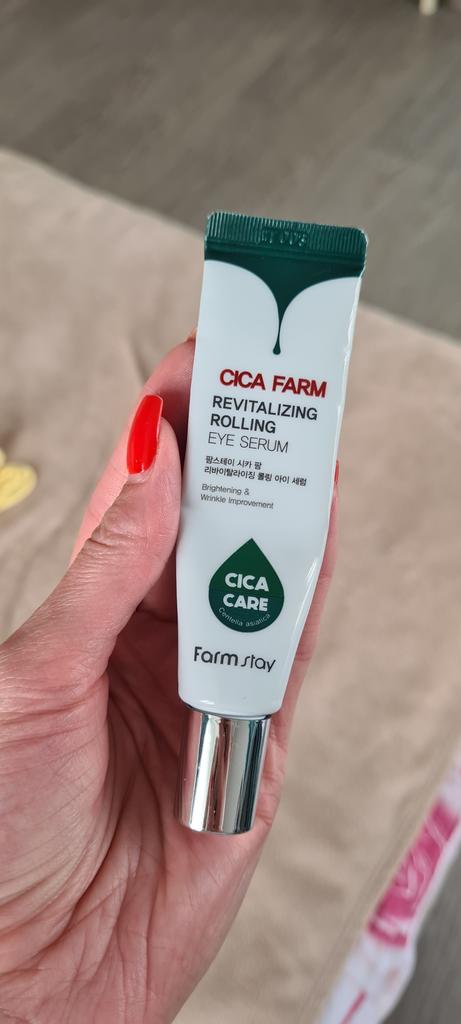 CICA FARM
REVITALIZING
ROLLING
EYE SERUM
팜스테이 시카 팜
리바이탈라이징 롤링 아이 세럼
Brightening &
Wrinkle Improvement
CICA
CARE
Centella asiatica
Farmstay